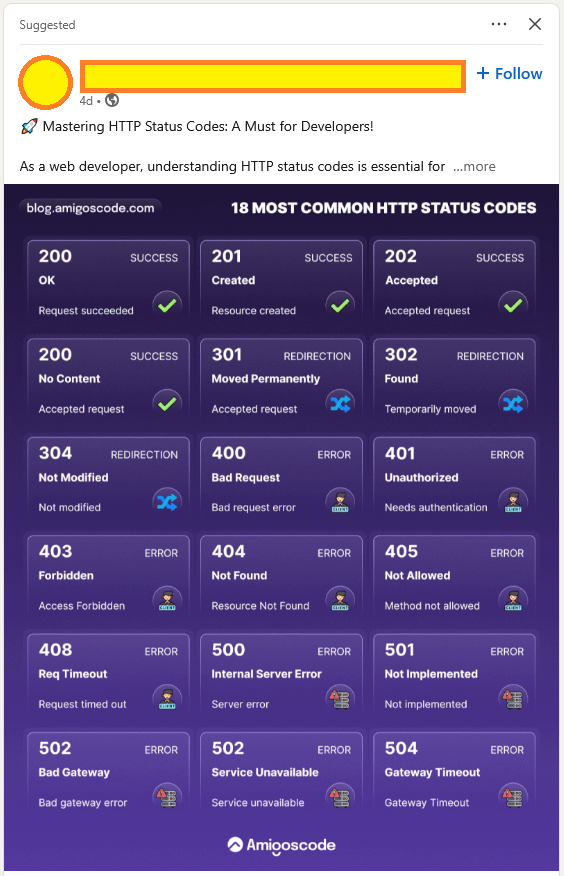 Suggested
+ Follow
4d •
🚀 Mastering HTTP Status Codes: A Must for Developers!
As a web developer, understanding HTTP status codes is essential for ...more
blog.amigoscode.com
18 MOST COMMON HTTP STATUS CODES
200 SUCCESS
OK
Request succeeded
201 SUCCESS
Created
Resource created
202 SUCCESS
Accepted
Accepted request
200 SUCCESS
No Content
Accepted request
301 REDIRECTION
Moved Permanently
Accepted request
302 REDIRECTION
Found
Temporarily moved
304 REDIRECTION
Not Modified
Not modified
400 ERROR
Bad Request
Bad request error
CLIENT
401 ERROR
Unauthorized
Needs authentication
CLIENT
403 ERROR
Forbidden
Access Forbidden
CLIENT
404 ERROR
Not Found
Resource Not Found
CLIENT
405 ERROR
Not Allowed
Method not allowed
CLIENT
408 ERROR
Req Timeout
Request timed out
CLIENT
500 ERROR
Internal Server Error
Server error
501 ERROR
Not Implemented
Not implemented
502 ERROR
Bad Gateway
Bad gateway error
502 ERROR
Service Unavailable
Service unavailable
504 ERROR
Gateway Timeout
Gateway Timeout
Amigoscode